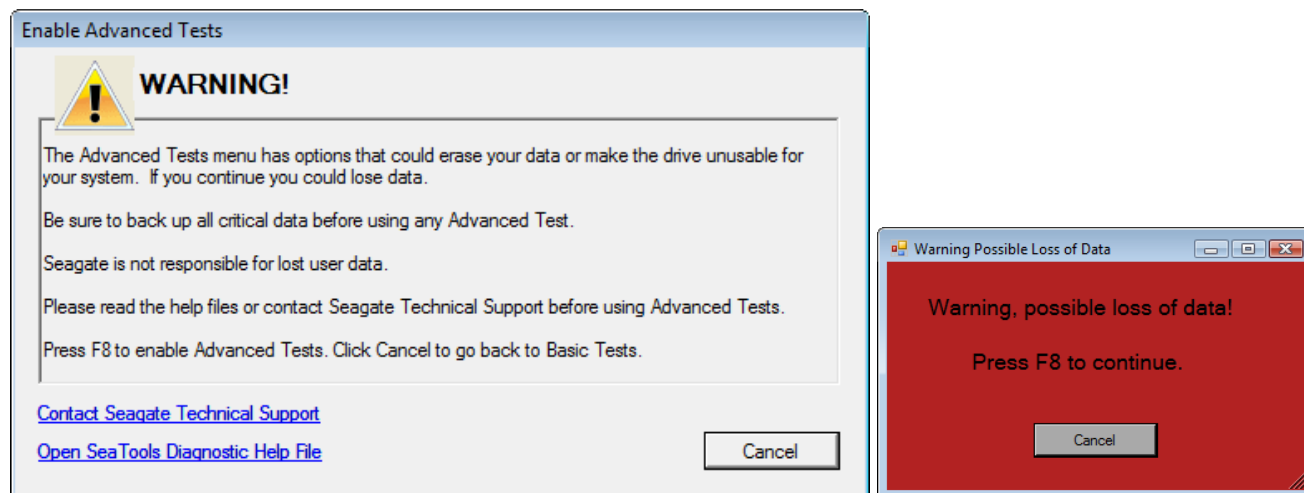 Enable Advanced Tests
WARNING!
The Advanced Tests menu has options that could erase your data or make the drive unusable for
your system.  If you continue you could lose data.
Be sure to back up all critical data before using any Advanced Test.
Seagate is not responsible for lost user data.
Please read the help files or contact Seagate Technical Support before using Advanced Tests.
Press F8 to enable Advanced Tests. Click Cancel to go back to Basic Tests.
Contact Seagate Technical Support
Open SeaTools Diagnostic Help File
Cancel
Warning Possible Loss of Data
Warning, possible loss of data!
Press F8 to continue.
Cancel